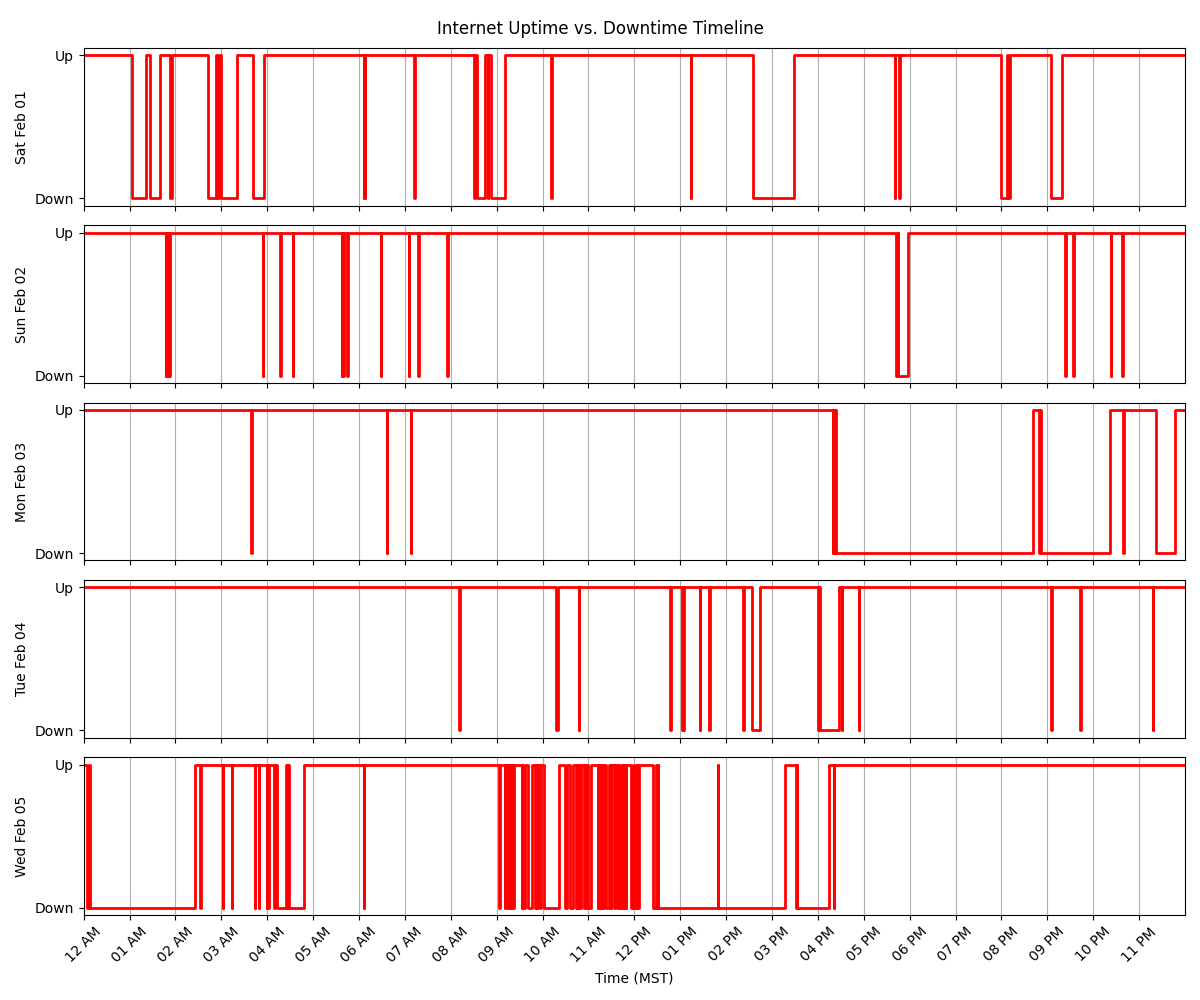 Internet Uptime vs. Downtime Timeline
Up
Down
Sat Feb 01
Up
Down
Sun Feb 02
Up
Down
Mon Feb 03
Up
Down
Tue Feb 04
Up
Down
Wed Feb 05
12 AM 01 AM 02 AM 03 AM 04 AM 05 AM 06 AM 07 AM 08 AM 09 AM 10 AM 11 AM 12 PM 01 PM 02 PM 03 PM 04 PM 05 PM 06 PM 07 PM 08 PM 09 PM 10 PM 11 PM
Time (MST)